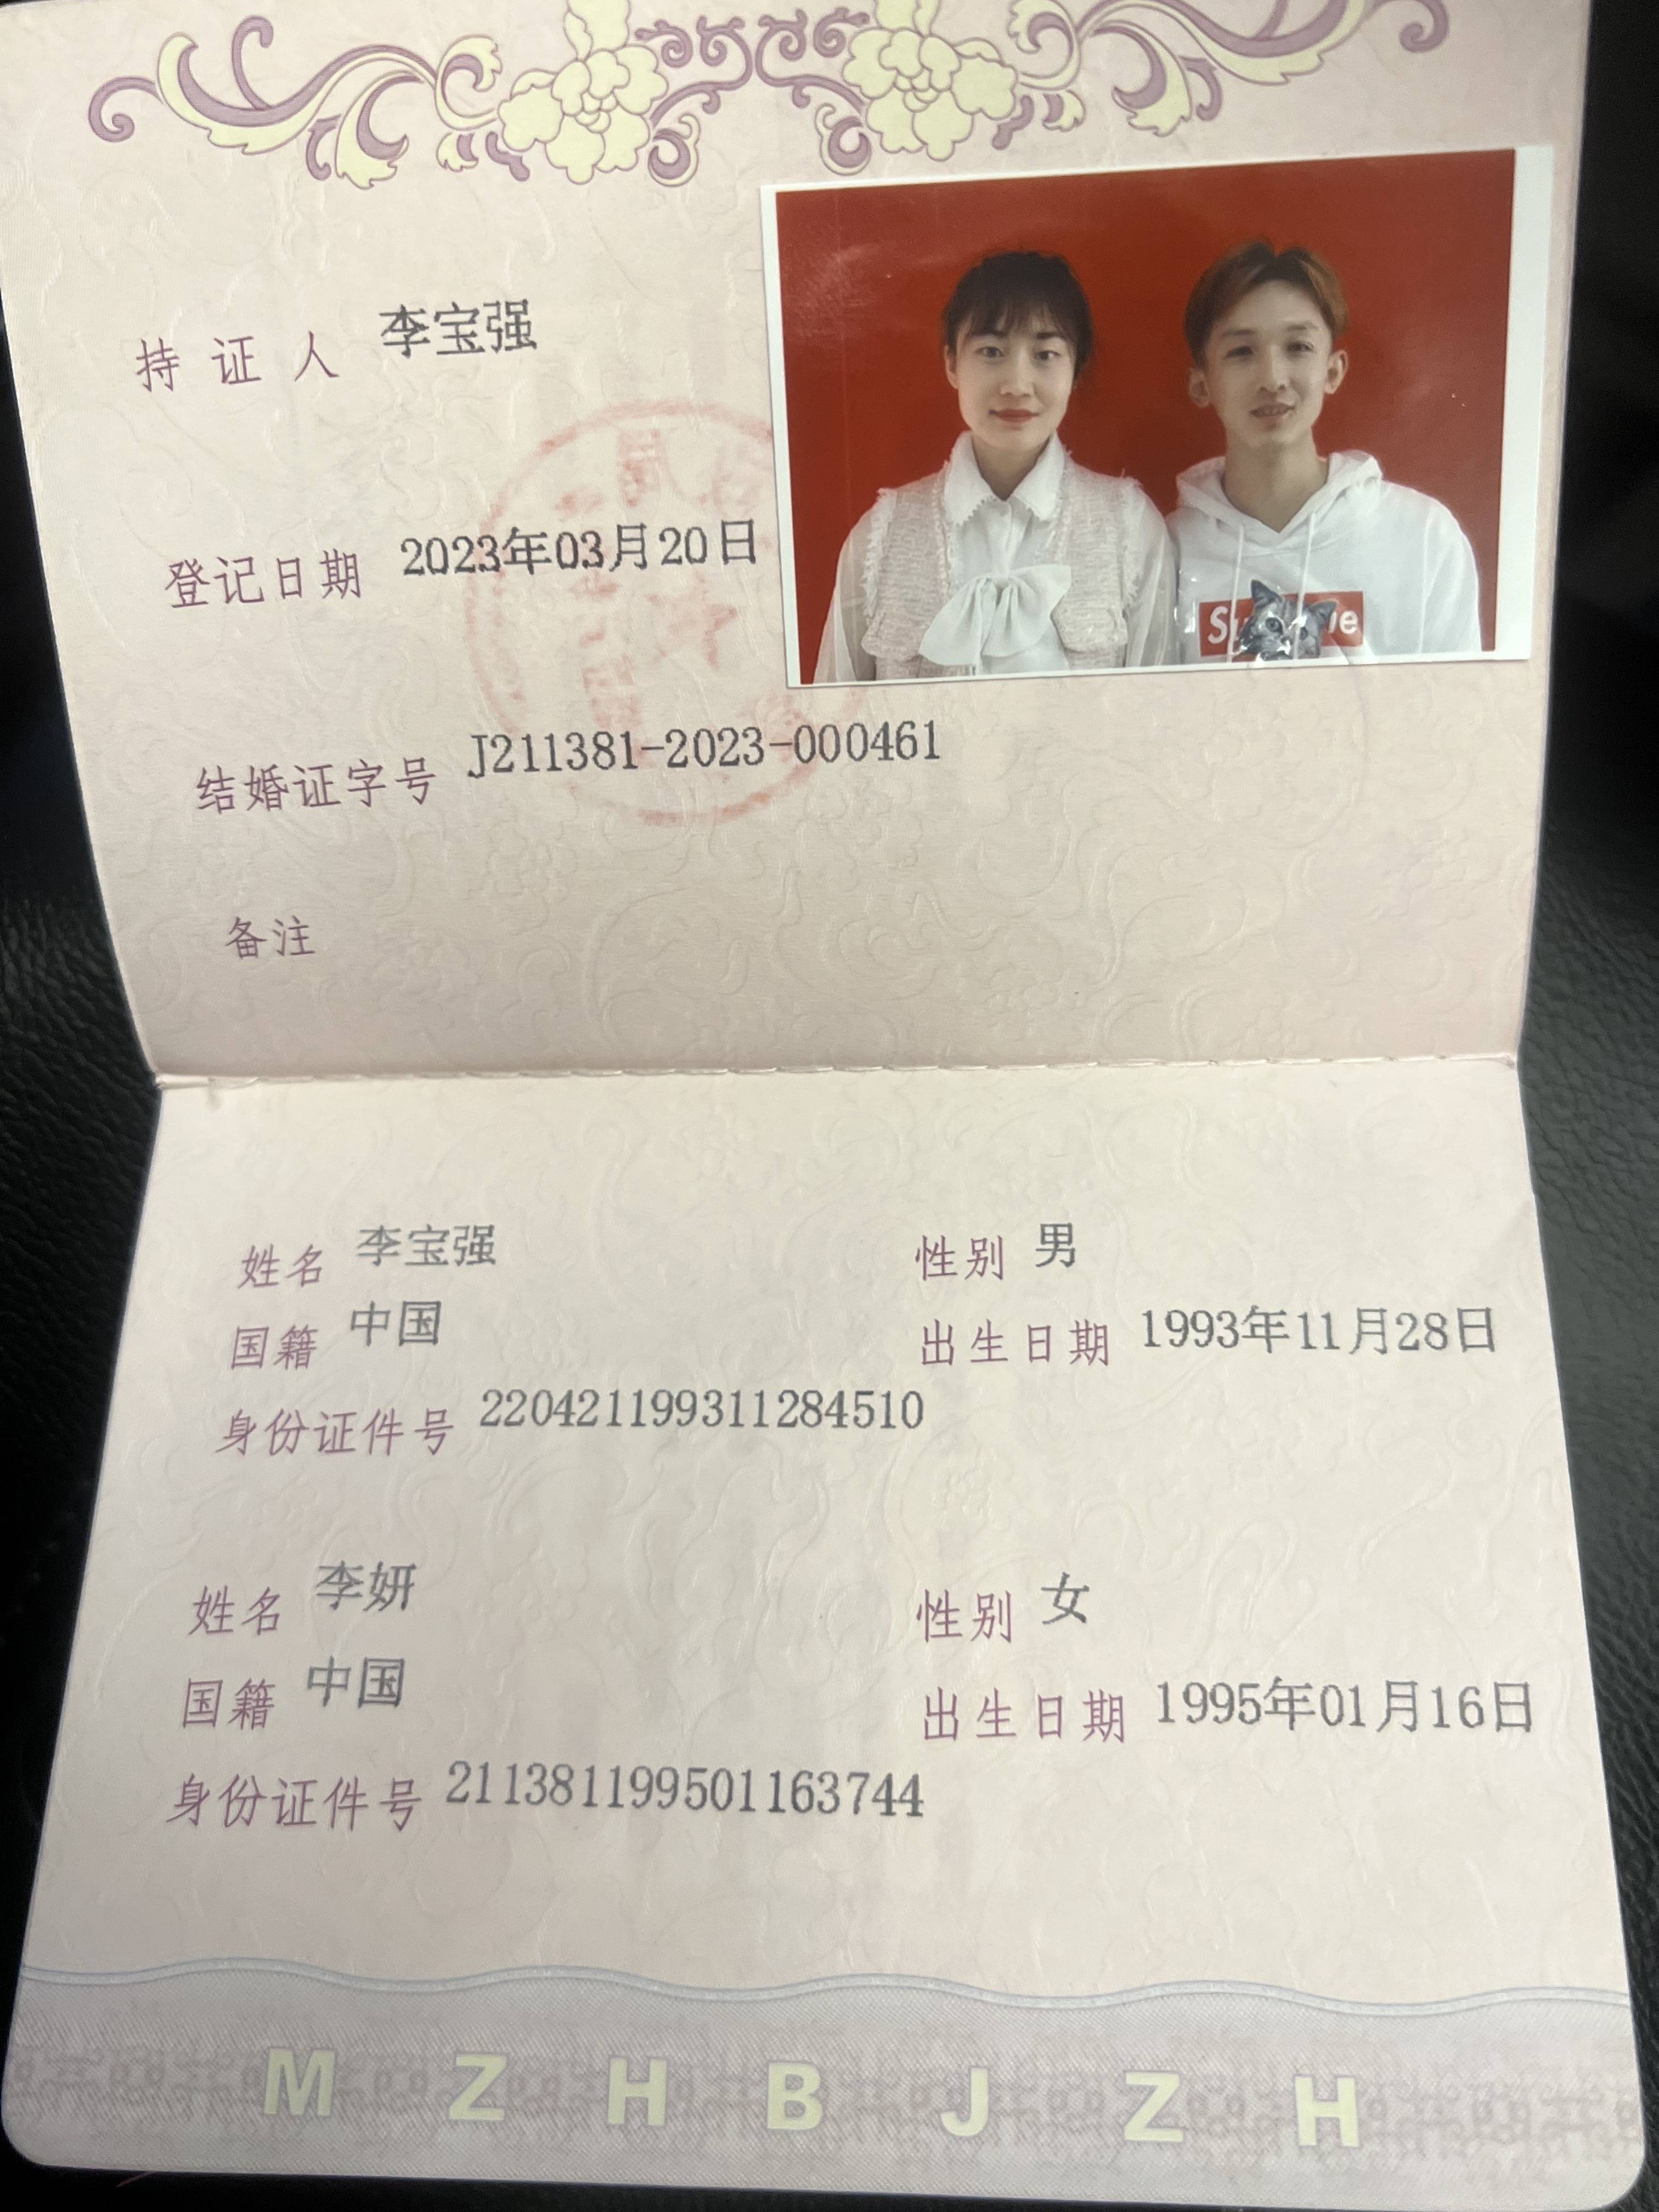 持证人 李宝强
登记日期 2023年03月20日
结婚证字号 J211381-2023-000461
备注
姓名 李宝强 性别 男
国籍 中国 出生日期 1993年11月28日
身份证件号 220421199311284510
姓名 李妍 性别 女
国籍 中国 出生日期 1995年01月16日
身份证件号 211381199501163744
M Z H B J Z H